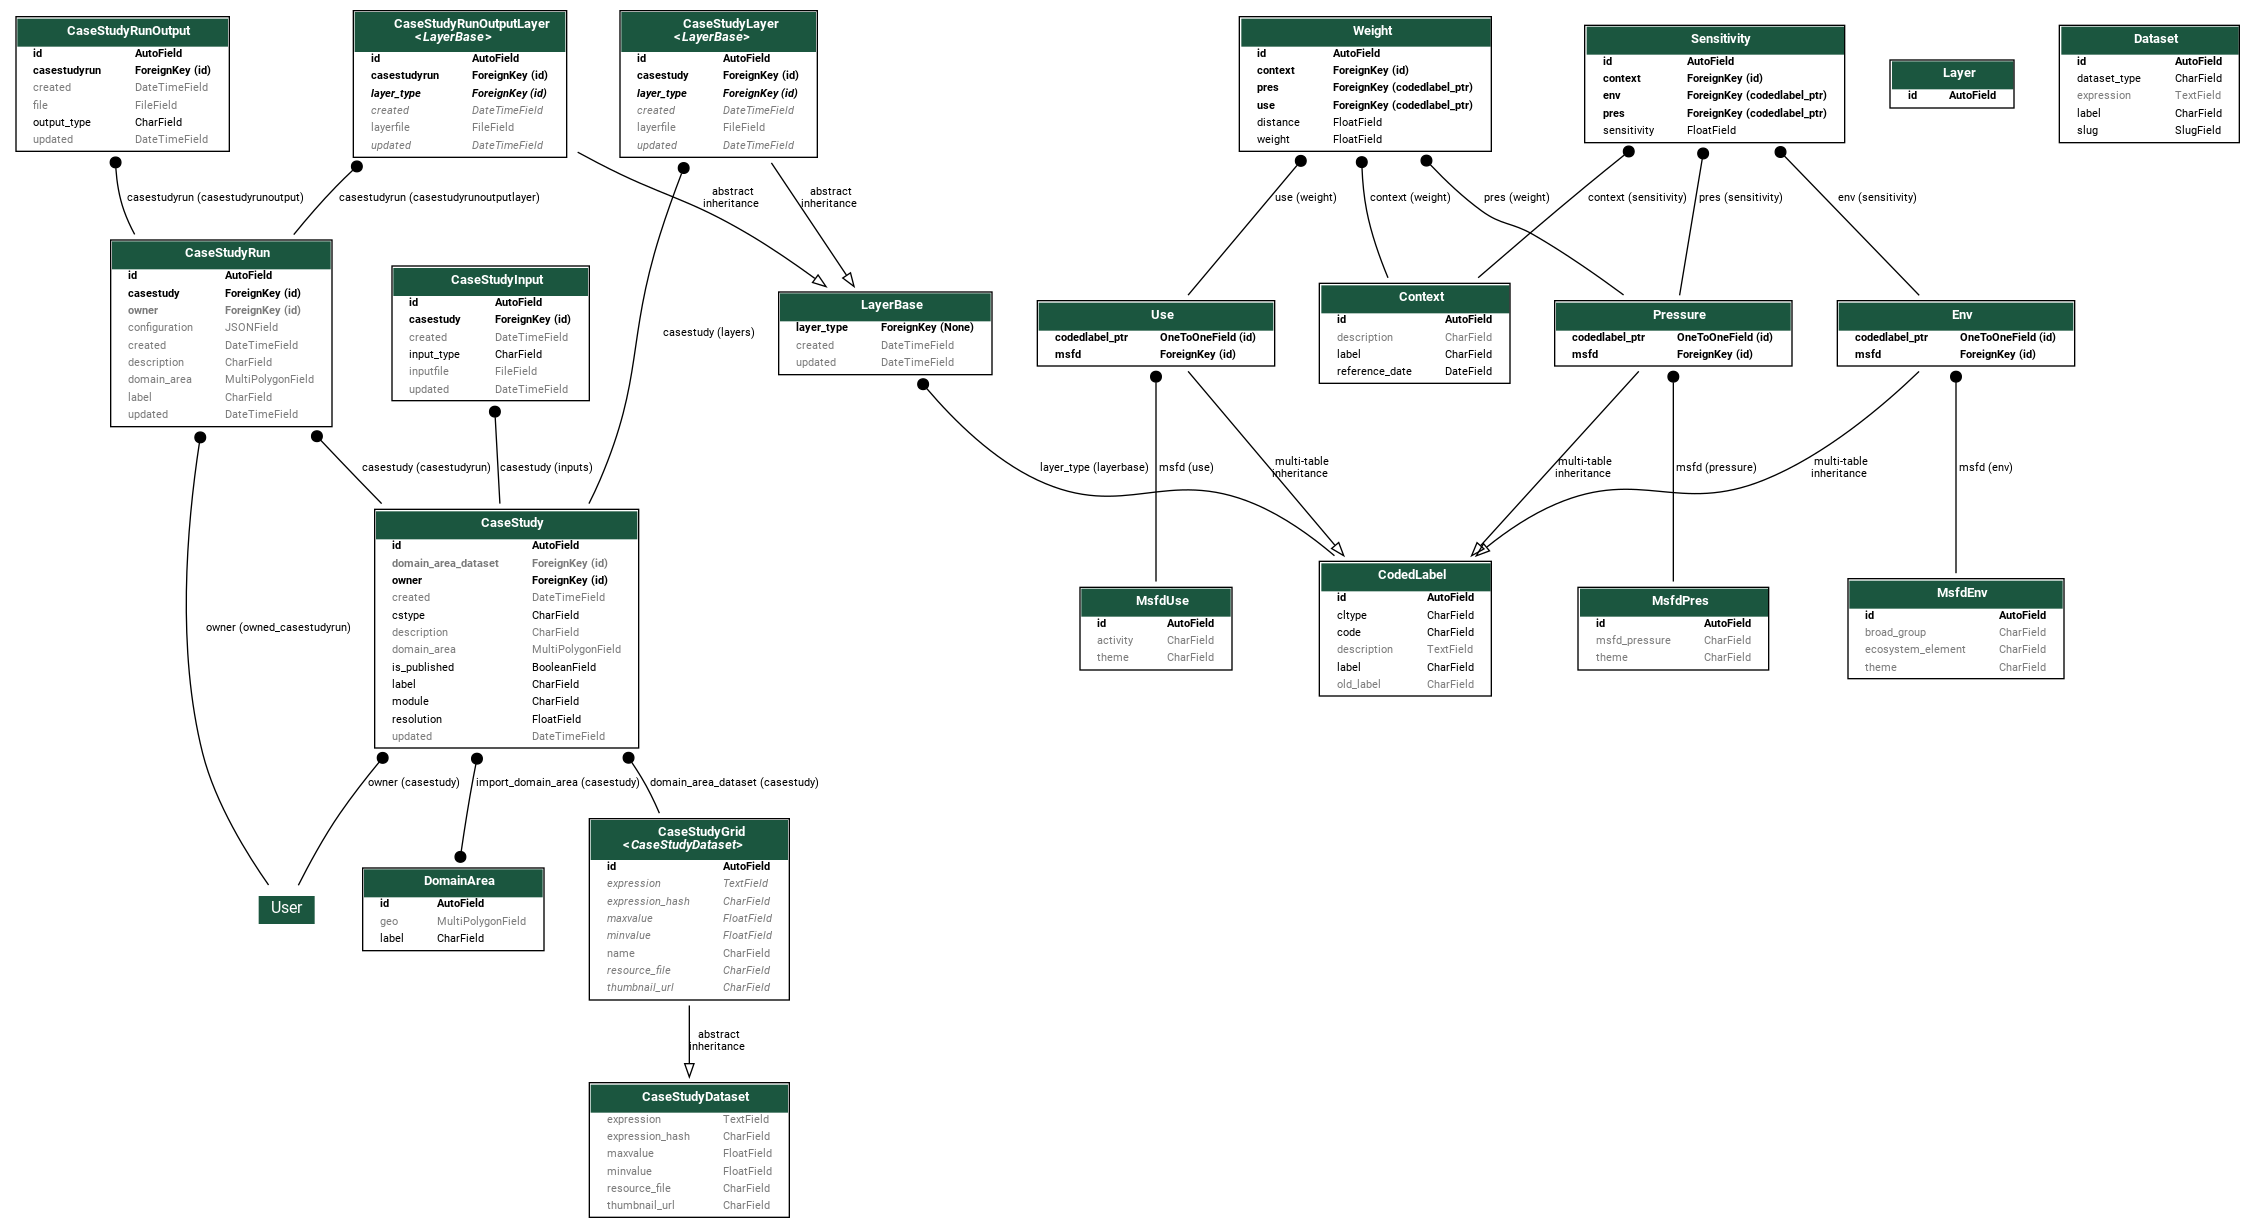 CaseStudyRunOutput
id AutoField
casestudyrun ForeignKey (id)
created DateTimeField
file FileField
output_type CharField
updated DateTimeField
CaseStudyRunOutputLayer
<LayerBase>
id AutoField
casestudyrun ForeignKey (id)
layer_type ForeignKey (id)
created DateTimeField
layerfile FileField
updated DateTimeField
CaseStudyLayer
<LayerBase>
id AutoField
casestudy ForeignKey (id)
layer_type ForeignKey (id)
created DateTimeField
layerfile FileField
updated DateTimeField
Weight
id AutoField
context ForeignKey (id)
pres ForeignKey (codedlabel_ptr)
use ForeignKey (codedlabel_ptr)
distance FloatField
weight FloatField
Sensitivity
id AutoField
context ForeignKey (id)
env ForeignKey (codedlabel_ptr)
pres ForeignKey (codedlabel_ptr)
sensitivity FloatField
Layer
id AutoField
Dataset
id AutoField
dataset_type CharField
expression TextField
label CharField
slug SlugField
casestudyrun (casestudyrunoutput)
casestudyrun (casestudyrunoutputlayer)
abstract
inheritance
abstract
inheritance
use (weight)
context (weight)
pres (weight)
context (sensitivity)
pres (sensitivity)
env (sensitivity)
CaseStudyRun
id AutoField
casestudy ForeignKey (id)
owner ForeignKey (id)
configuration JSONField
created DateTimeField
description CharField
domain_area MultiPolygonField
label CharField
updated DateTimeField
CaseStudyInput
id AutoField
casestudy ForeignKey (id)
created DateTimeField
input_type CharField
inputfile FileField
updated DateTimeField
casestudy (layers)
LayerBase
layer_type ForeignKey (None)
created DateTimeField
updated DateTimeField
Use
codedlabel_ptr OneToOneField (id)
msfd ForeignKey (id)
Context
id AutoField
description CharField
label CharField
reference_date DateField
Pressure
codedlabel_ptr OneToOneField (id)
msfd ForeignKey (id)
Env
codedlabel_ptr OneToOneField (id)
msfd ForeignKey (id)
casestudy (casestudyrun)
casestudy (inputs)
layer_type (layerbase)
msfd (use)
multi-table
inheritance
multi-table
inheritance
msfd (pressure)
multi-table
inheritance
msfd (env)
owner (owned_casestudyrun)
CaseStudy
id AutoField
domain_area_dataset ForeignKey (id)
owner ForeignKey (id)
created DateTimeField
cstype CharField
description CharField
domain_area MultiPolygonField
is_published BooleanField
label CharField
module CharField
resolution FloatField
updated DateTimeField
MsfdUse
id AutoField
activity CharField
theme CharField
CodedLabel
id AutoField
cltype CharField
code CharField
description TextField
label CharField
old_label CharField
MsfdPres
id AutoField
msfd_pressure CharField
theme CharField
MsfdEnv
id AutoField
broad_group CharField
ecosystem_element CharField
theme CharField
owner (casestudy)
import_domain_area (casestudy)
domain_area_dataset (casestudy)
User
DomainArea
id AutoField
geo MultiPolygonField
label CharField
CaseStudyGrid
<CaseStudyDataset>
id AutoField
expression TextField
expression_hash CharField
maxvalue FloatField
minvalue FloatField
name CharField
resource_file CharField
thumbnail_url CharField
abstract
inheritance
CaseStudyDataset
expression TextField
expression_hash CharField
maxvalue FloatField
minvalue FloatField
resource_file CharField
thumbnail_url CharField